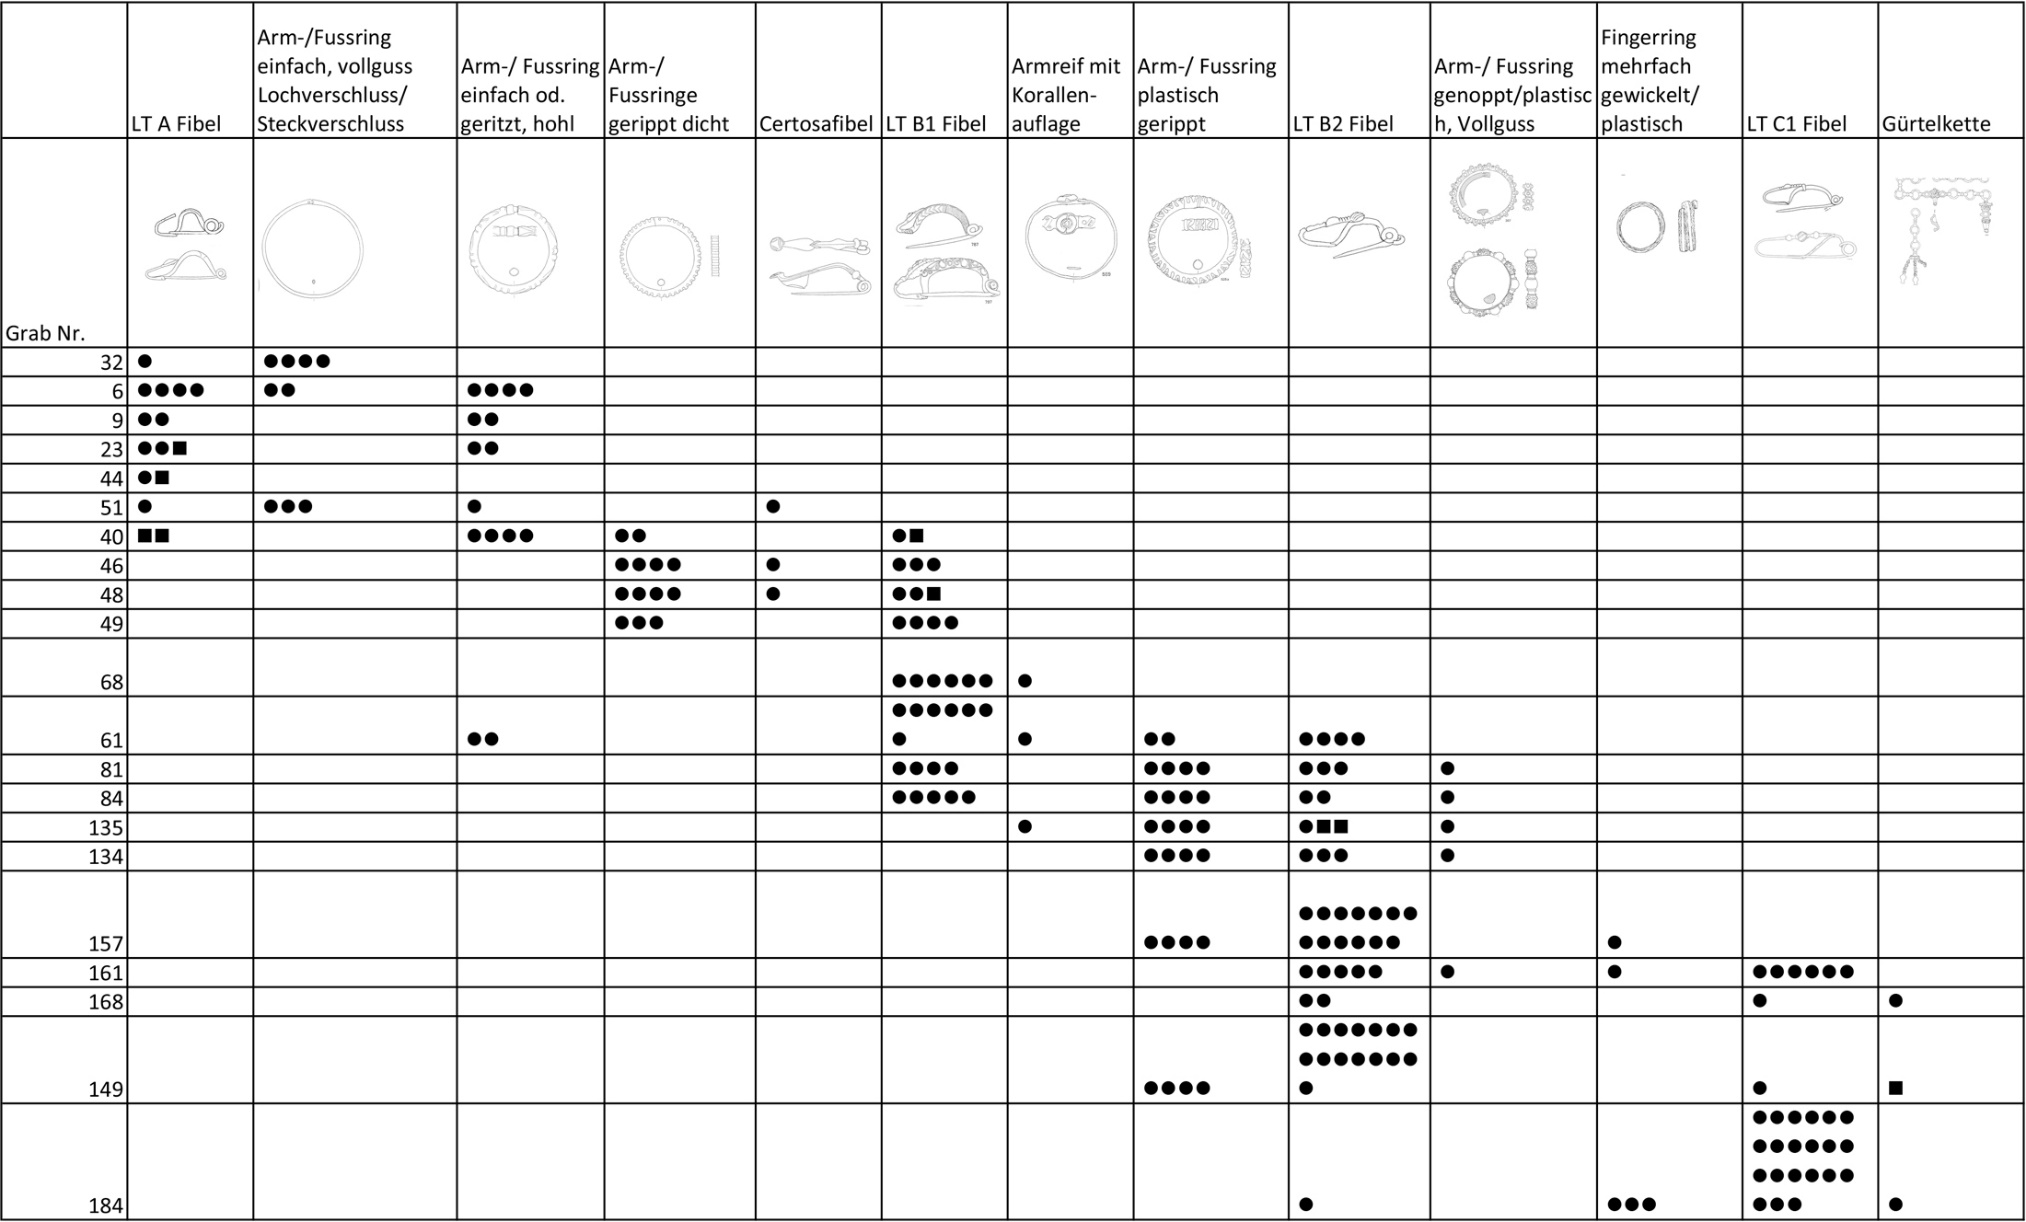 LT A Fibel
Arm-/Fussring
einfach, vollguss
Lochverschluss/
Steckverschluss
Arm-/ Fussring
einfach od.
geritzt, hohl
Arm-/
Fussringe
gerippt dicht
Certosafibel
LT B1 Fibel
Armreif mit
Korallen-
auflage
Arm-/ Fussring
plastisch
gerippt
LT B2 Fibel
Arm-/ Fussring
genoppt/plastisc
h, Vollguss
Fingerring
mehrfach
gewickelt/
plastisch
LT C1 Fibel
Gürtelkette
Grab Nr.
32
6
9
23
44
51
40
46
48
49
68
61
81
84
135
134
157
161
168
149
184